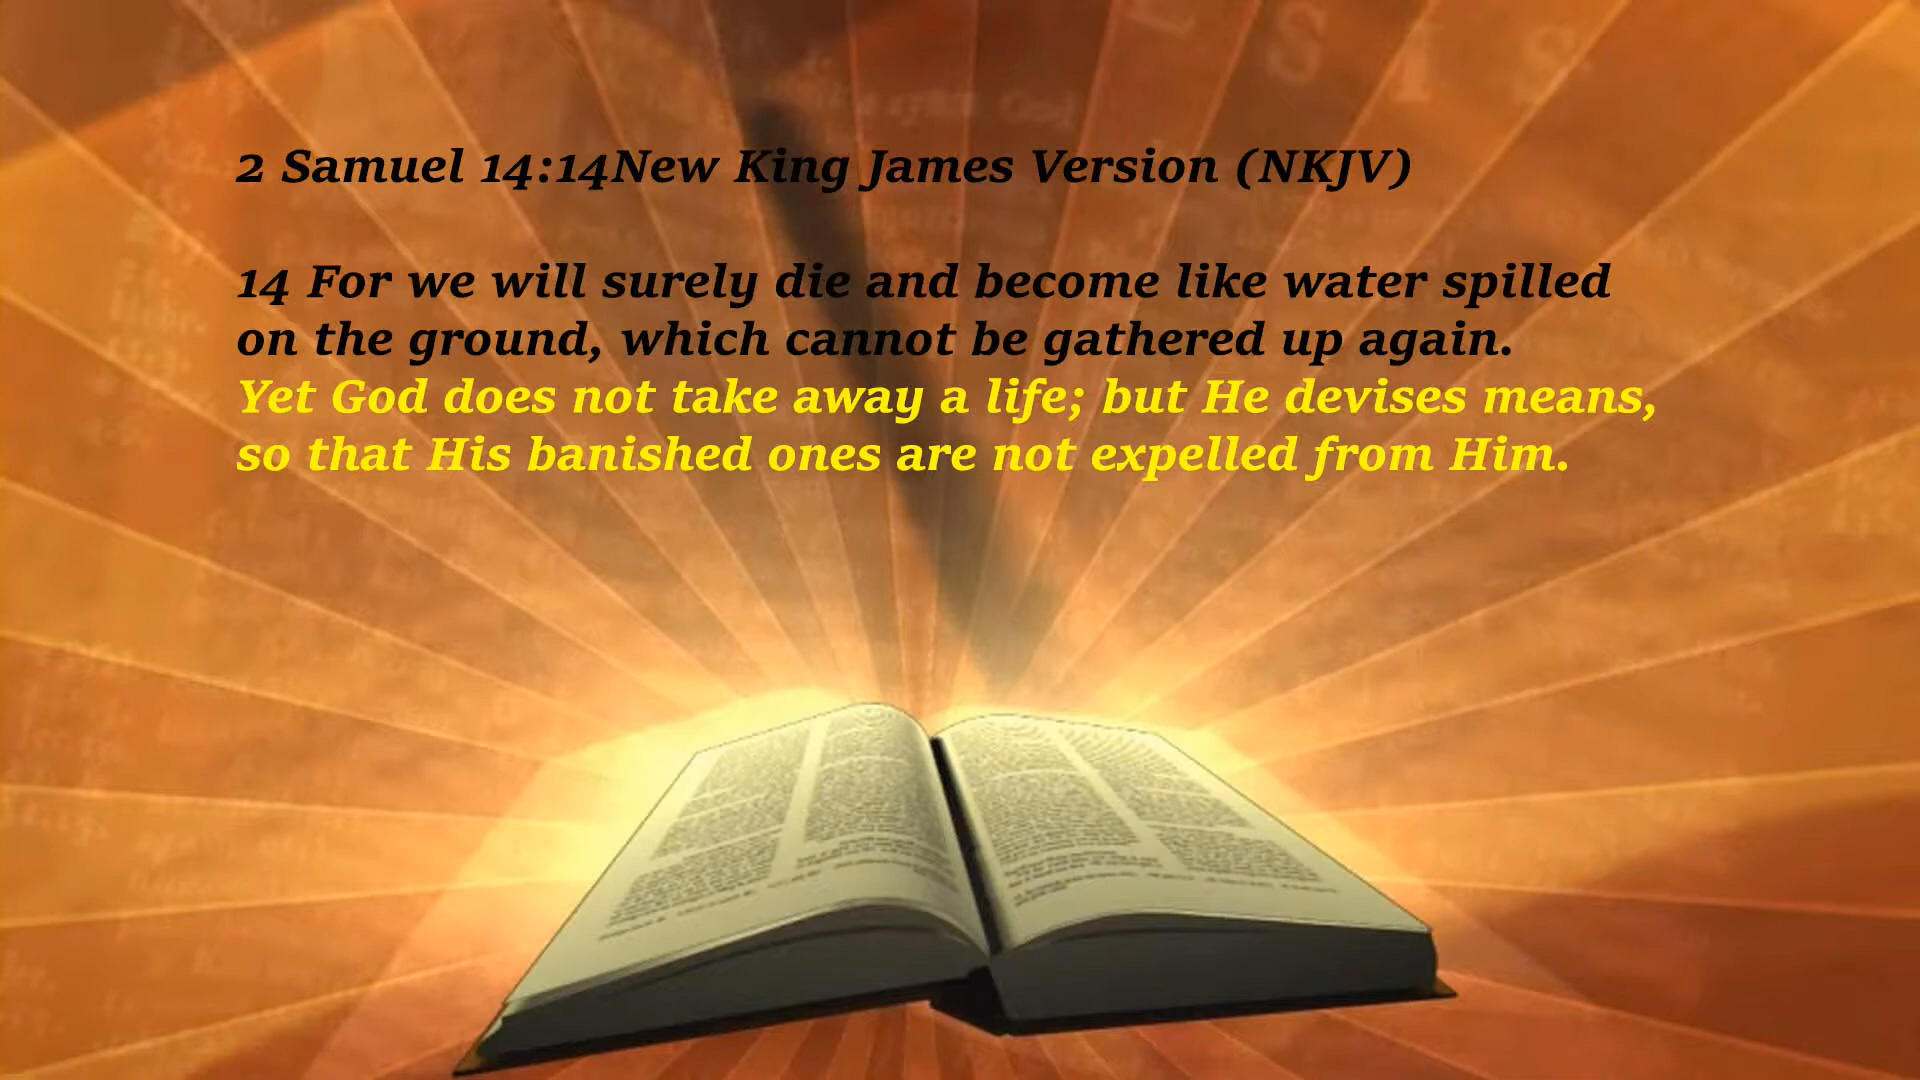 2 Samuel 14:14New King James Version (NKJV)
14 For we will surely die and become like water spilled
on the ground, which cannot be gathered up again.
Yet God does not take away a life; but He devises means,
so that His banished ones are not expelled from Him.